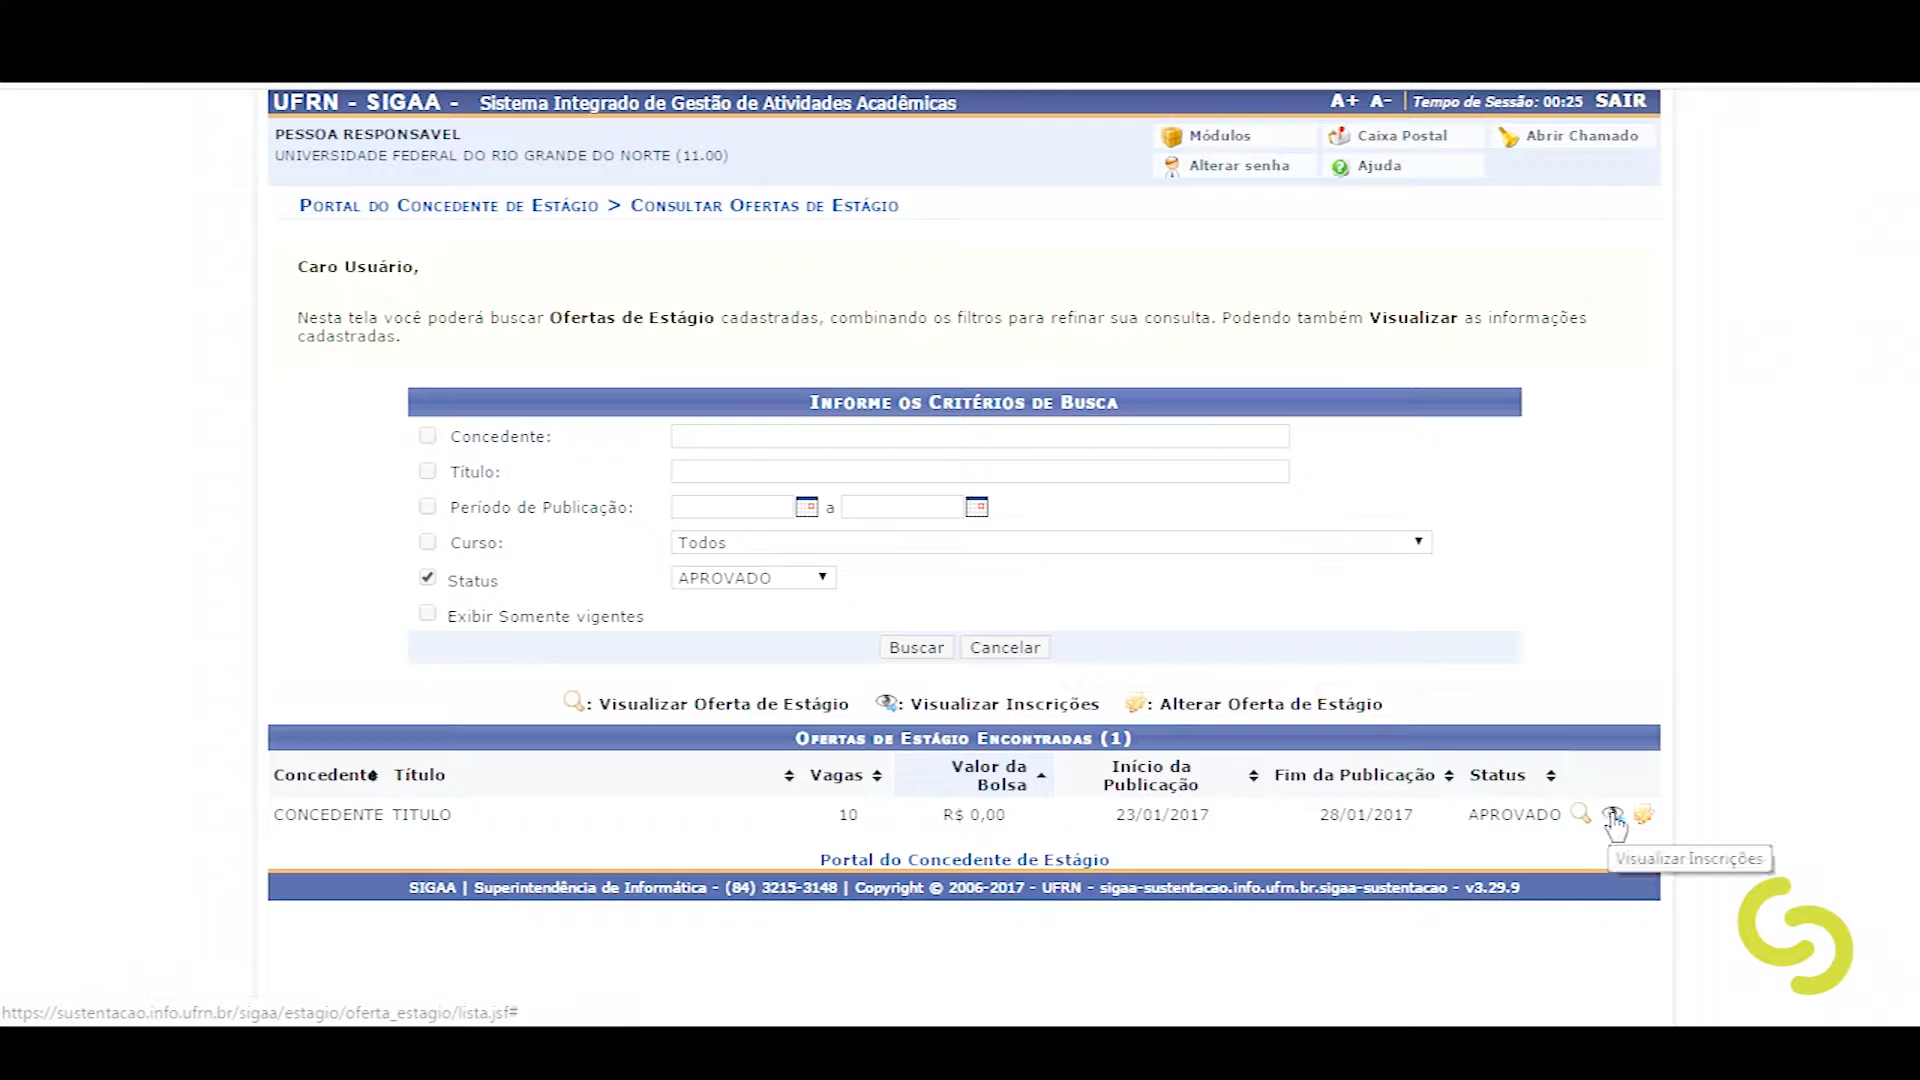 UFRN - SIGAA - Sistema Integrado de Gestão de Atividades Acadêmicas
A+ A- | Tempo de Sessão: 00:25 SAIR
PESSOA RESPONSAVEL
UNIVERSIDADE FEDERAL DO RIO GRANDE DO NORTE (11.00)
Módulos Caixa Postal Abrir Chamado
Alterar senha Ajuda
Portal do Concedente de Estágio > Consultar Ofertas de Estágio
Caro Usuário,
Nesta tela você poderá buscar Ofertas de Estágio cadastradas, combinando os filtros para refinar sua consulta. Podendo também Visualizar as informações
cadastradas.
Informe os Critérios de Busca
Concedente:
Título:
Período de Publicação: a
Curso: Todos
Status APROVADO
Exibir Somente vigentes
Buscar Cancelar
: Visualizar Oferta de Estágio : Visualizar Inscrições : Alterar Oferta de Estágio
Ofertas de Estágio Encontradas (1)
Concedente Título Vagas Valor da Bolsa Início da Publicação Fim da Publicação Status
CONCEDENTE TITULO 10 R$ 0,00 23/01/2017 28/01/2017 APROVADO
Visualizar Inscrições
Portal do Concedente de Estágio
SIGAA | Superintendência de Informática - (84) 3215-3148 | Copyright © 2006-2017 - UFRN - sigaa-sustentacao.info.ufrn.br.sigaa-sustentacao - v3.29.9
https://sustentacao.info.ufrn.br/sigaa/estagio/oferta_estagio/lista.jsf#